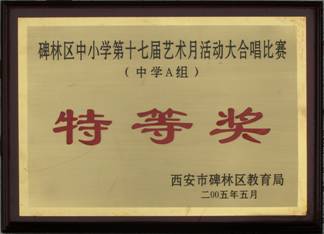 碑林区中小学第十七届艺术月活动大合唱比赛
（中学A组）
特等奖
西安市碑林区教育局
二00五年五月